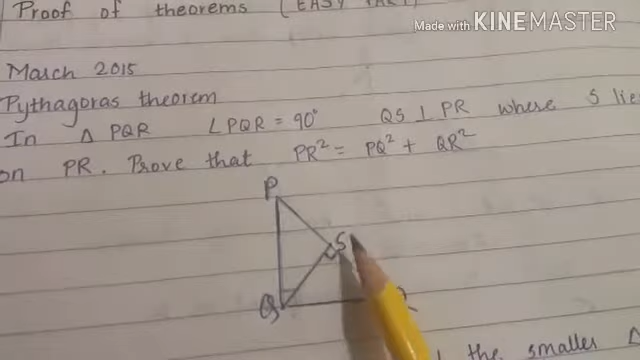 Proof of theorems (EASY
Made with KINEMASTER
March 2015
Pythagoras theorem
In Δ PQR ∠PQR = 90° QS ⊥ PR where S lies
on PR. Prove that PR² = PQ² + QR²
P
S
Q
the smaller Δ